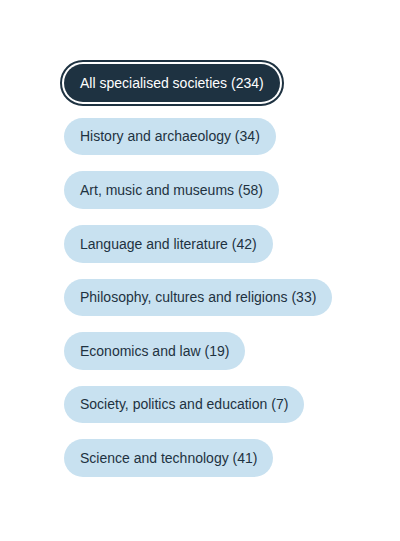 All specialised societies (234)
History and archaeology (34)
Art, music and museums (58)
Language and literature (42)
Philosophy, cultures and religions (33)
Economics and law (19)
Society, politics and education (7)
Science and technology (41)